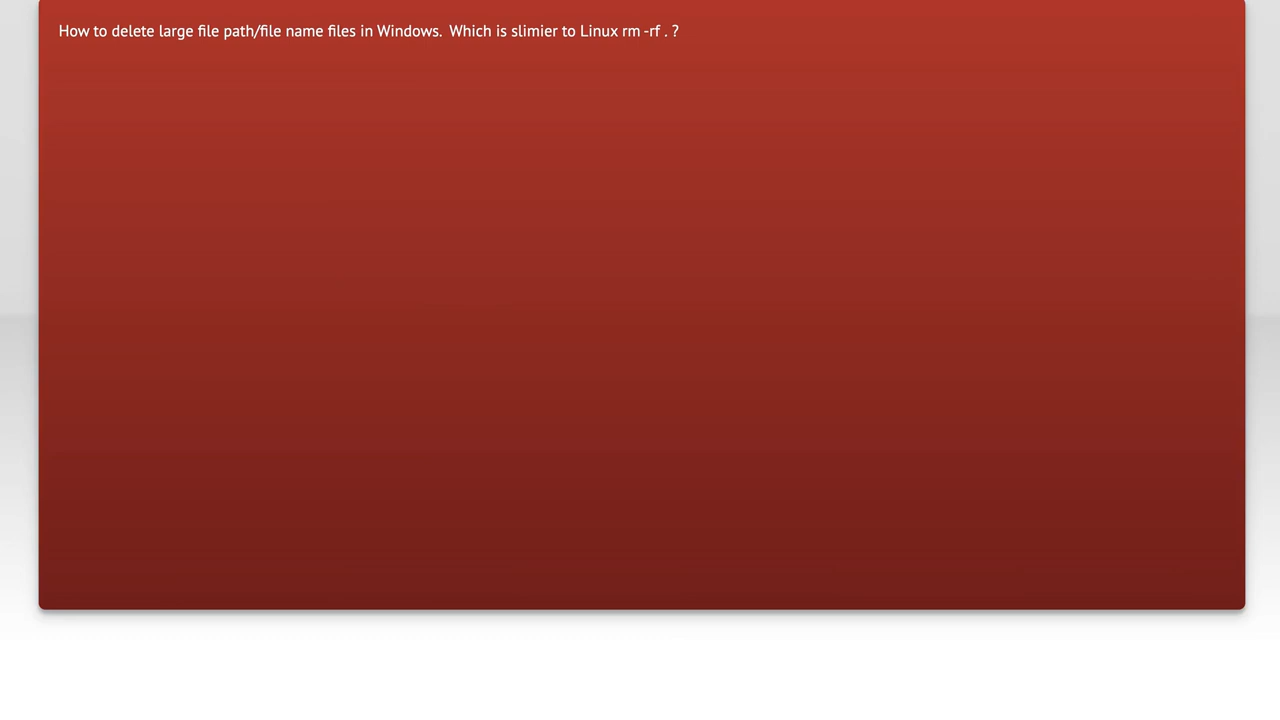 How to delete large file path/file name files in Windows.  Which is slimier to Linux rm -rf . ?